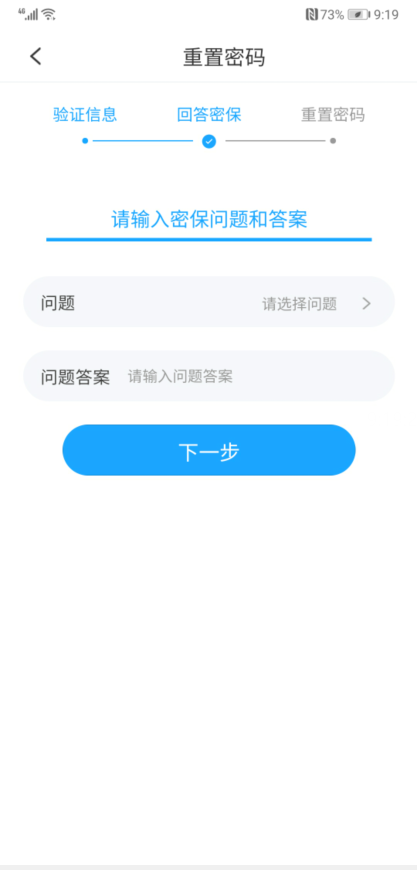 4G 73% 9:19
重置密码
验证信息 回答密保 重置密码
请输入密保问题和答案
问题 请选择问题
问题答案 请输入问题答案
下一步